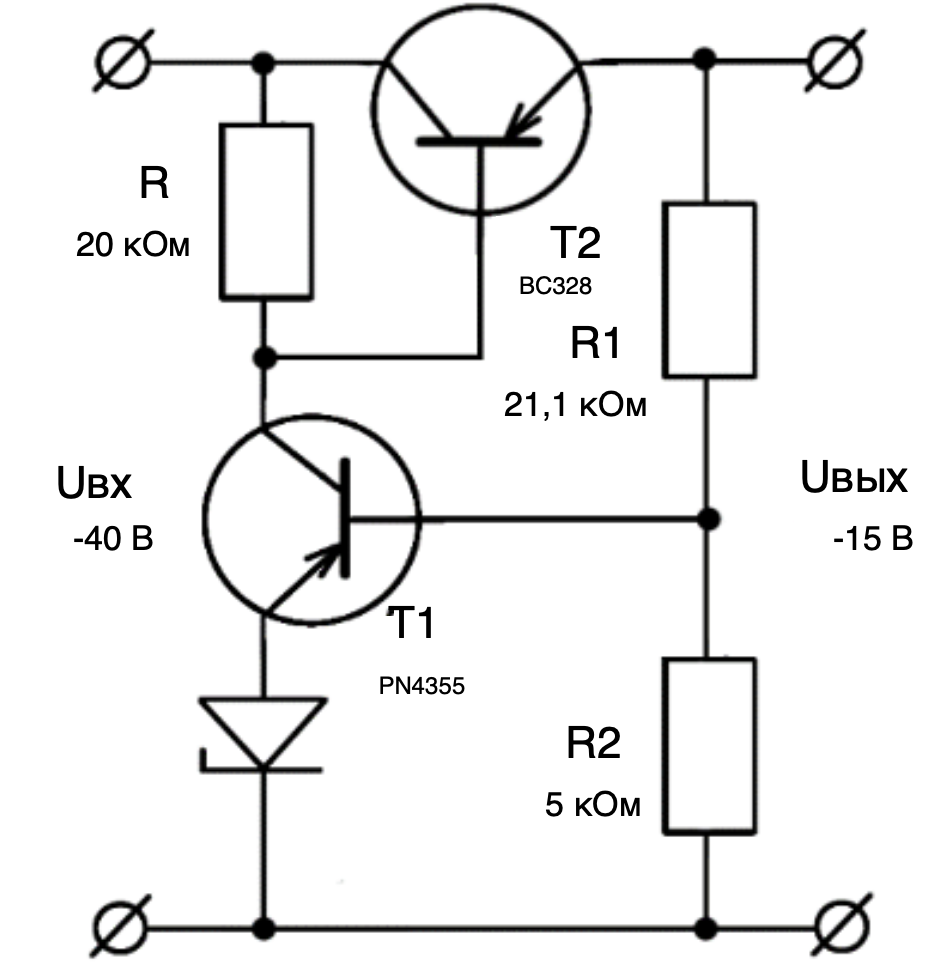 R
20 кОм
T2
BC328
R1
21,1 кОм
Uвх
-40 В
Uвых
-15 В
T1
PN4355
R2
5 кОм